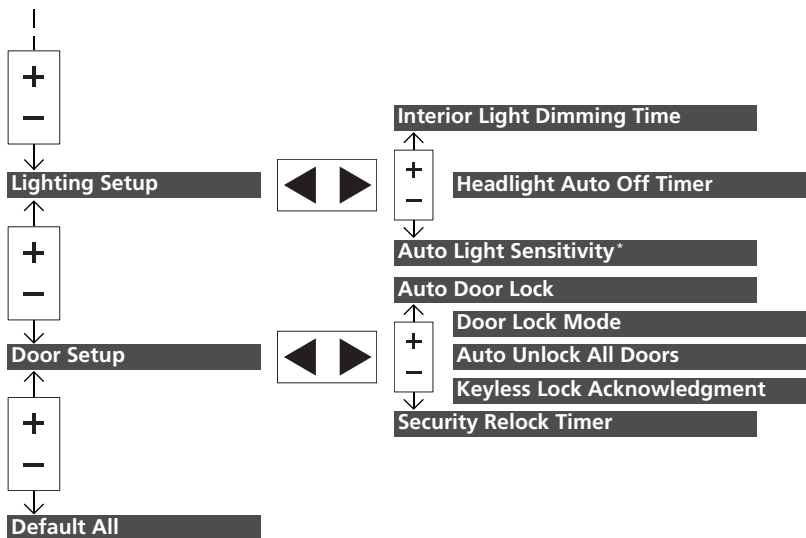 +
−
Interior Light Dimming Time
Lighting Setup
+
−
Headlight Auto Off Timer
Auto Light Sensitivity*
+
−
Auto Door Lock
Door Lock Mode
Door Setup
+
−
Auto Unlock All Doors
Keyless Lock Acknowledgment
Security Relock Timer
+
−
Default All